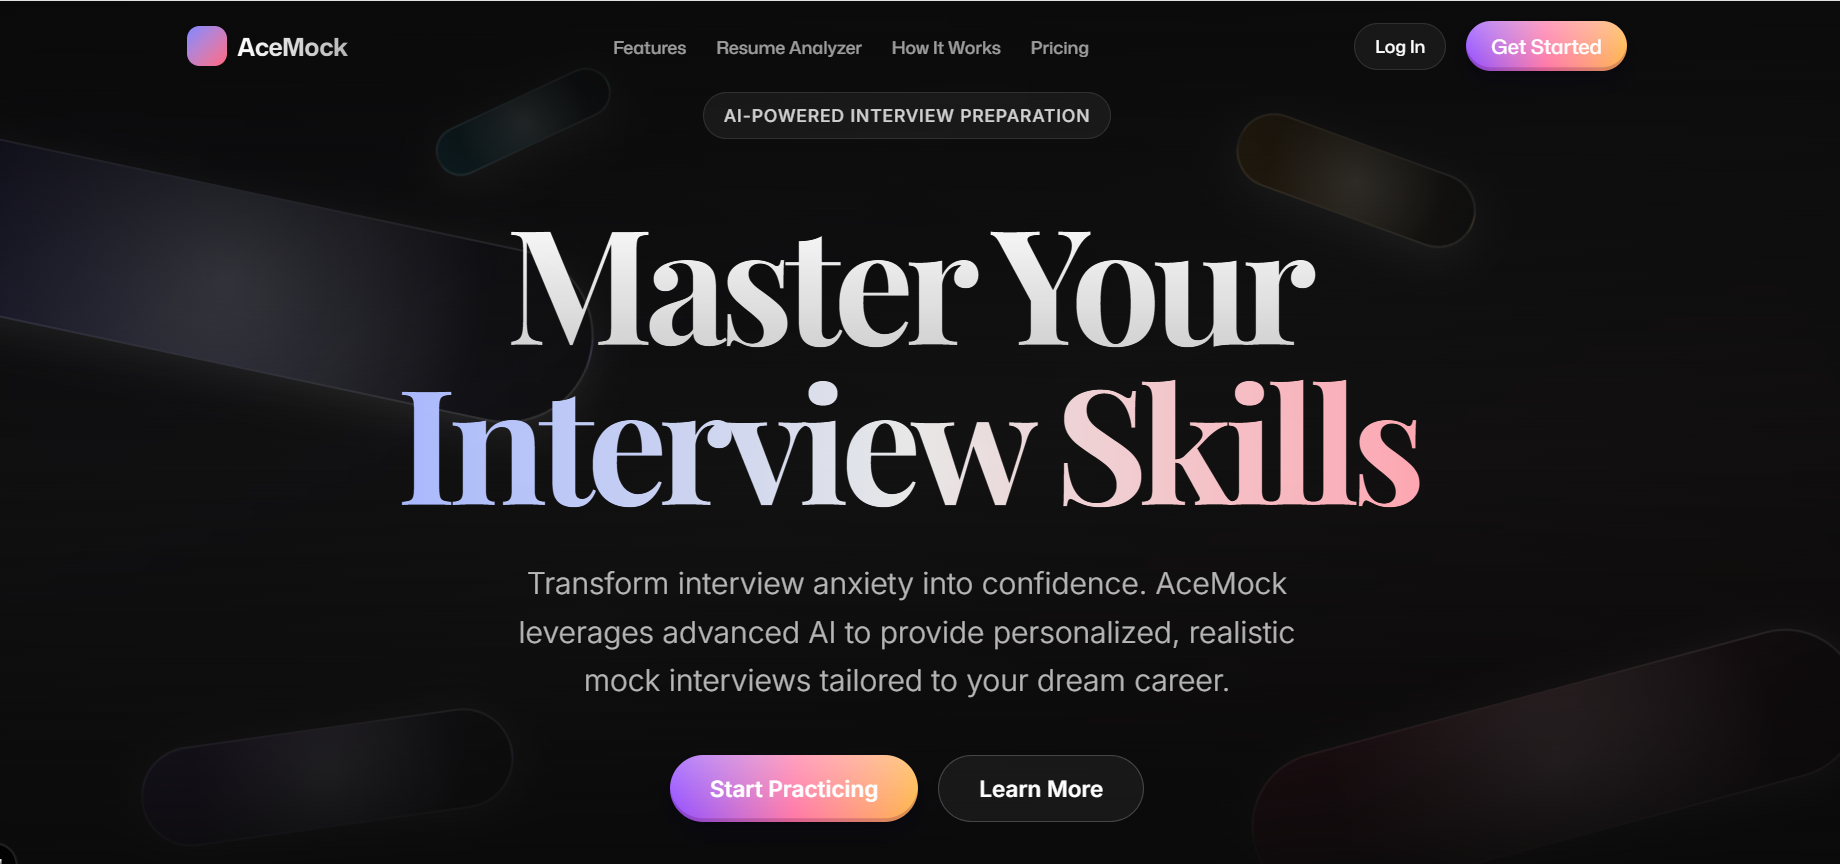 AceMock
Features
Resume Analyzer
How It Works
Pricing
Log In
Get Started
AI-POWERED INTERVIEW PREPARATION
Master Your
Interview Skills
Transform interview anxiety into confidence. AceMock
leverages advanced AI to provide personalized, realistic
mock interviews tailored to your dream career.
Start Practicing
Learn More